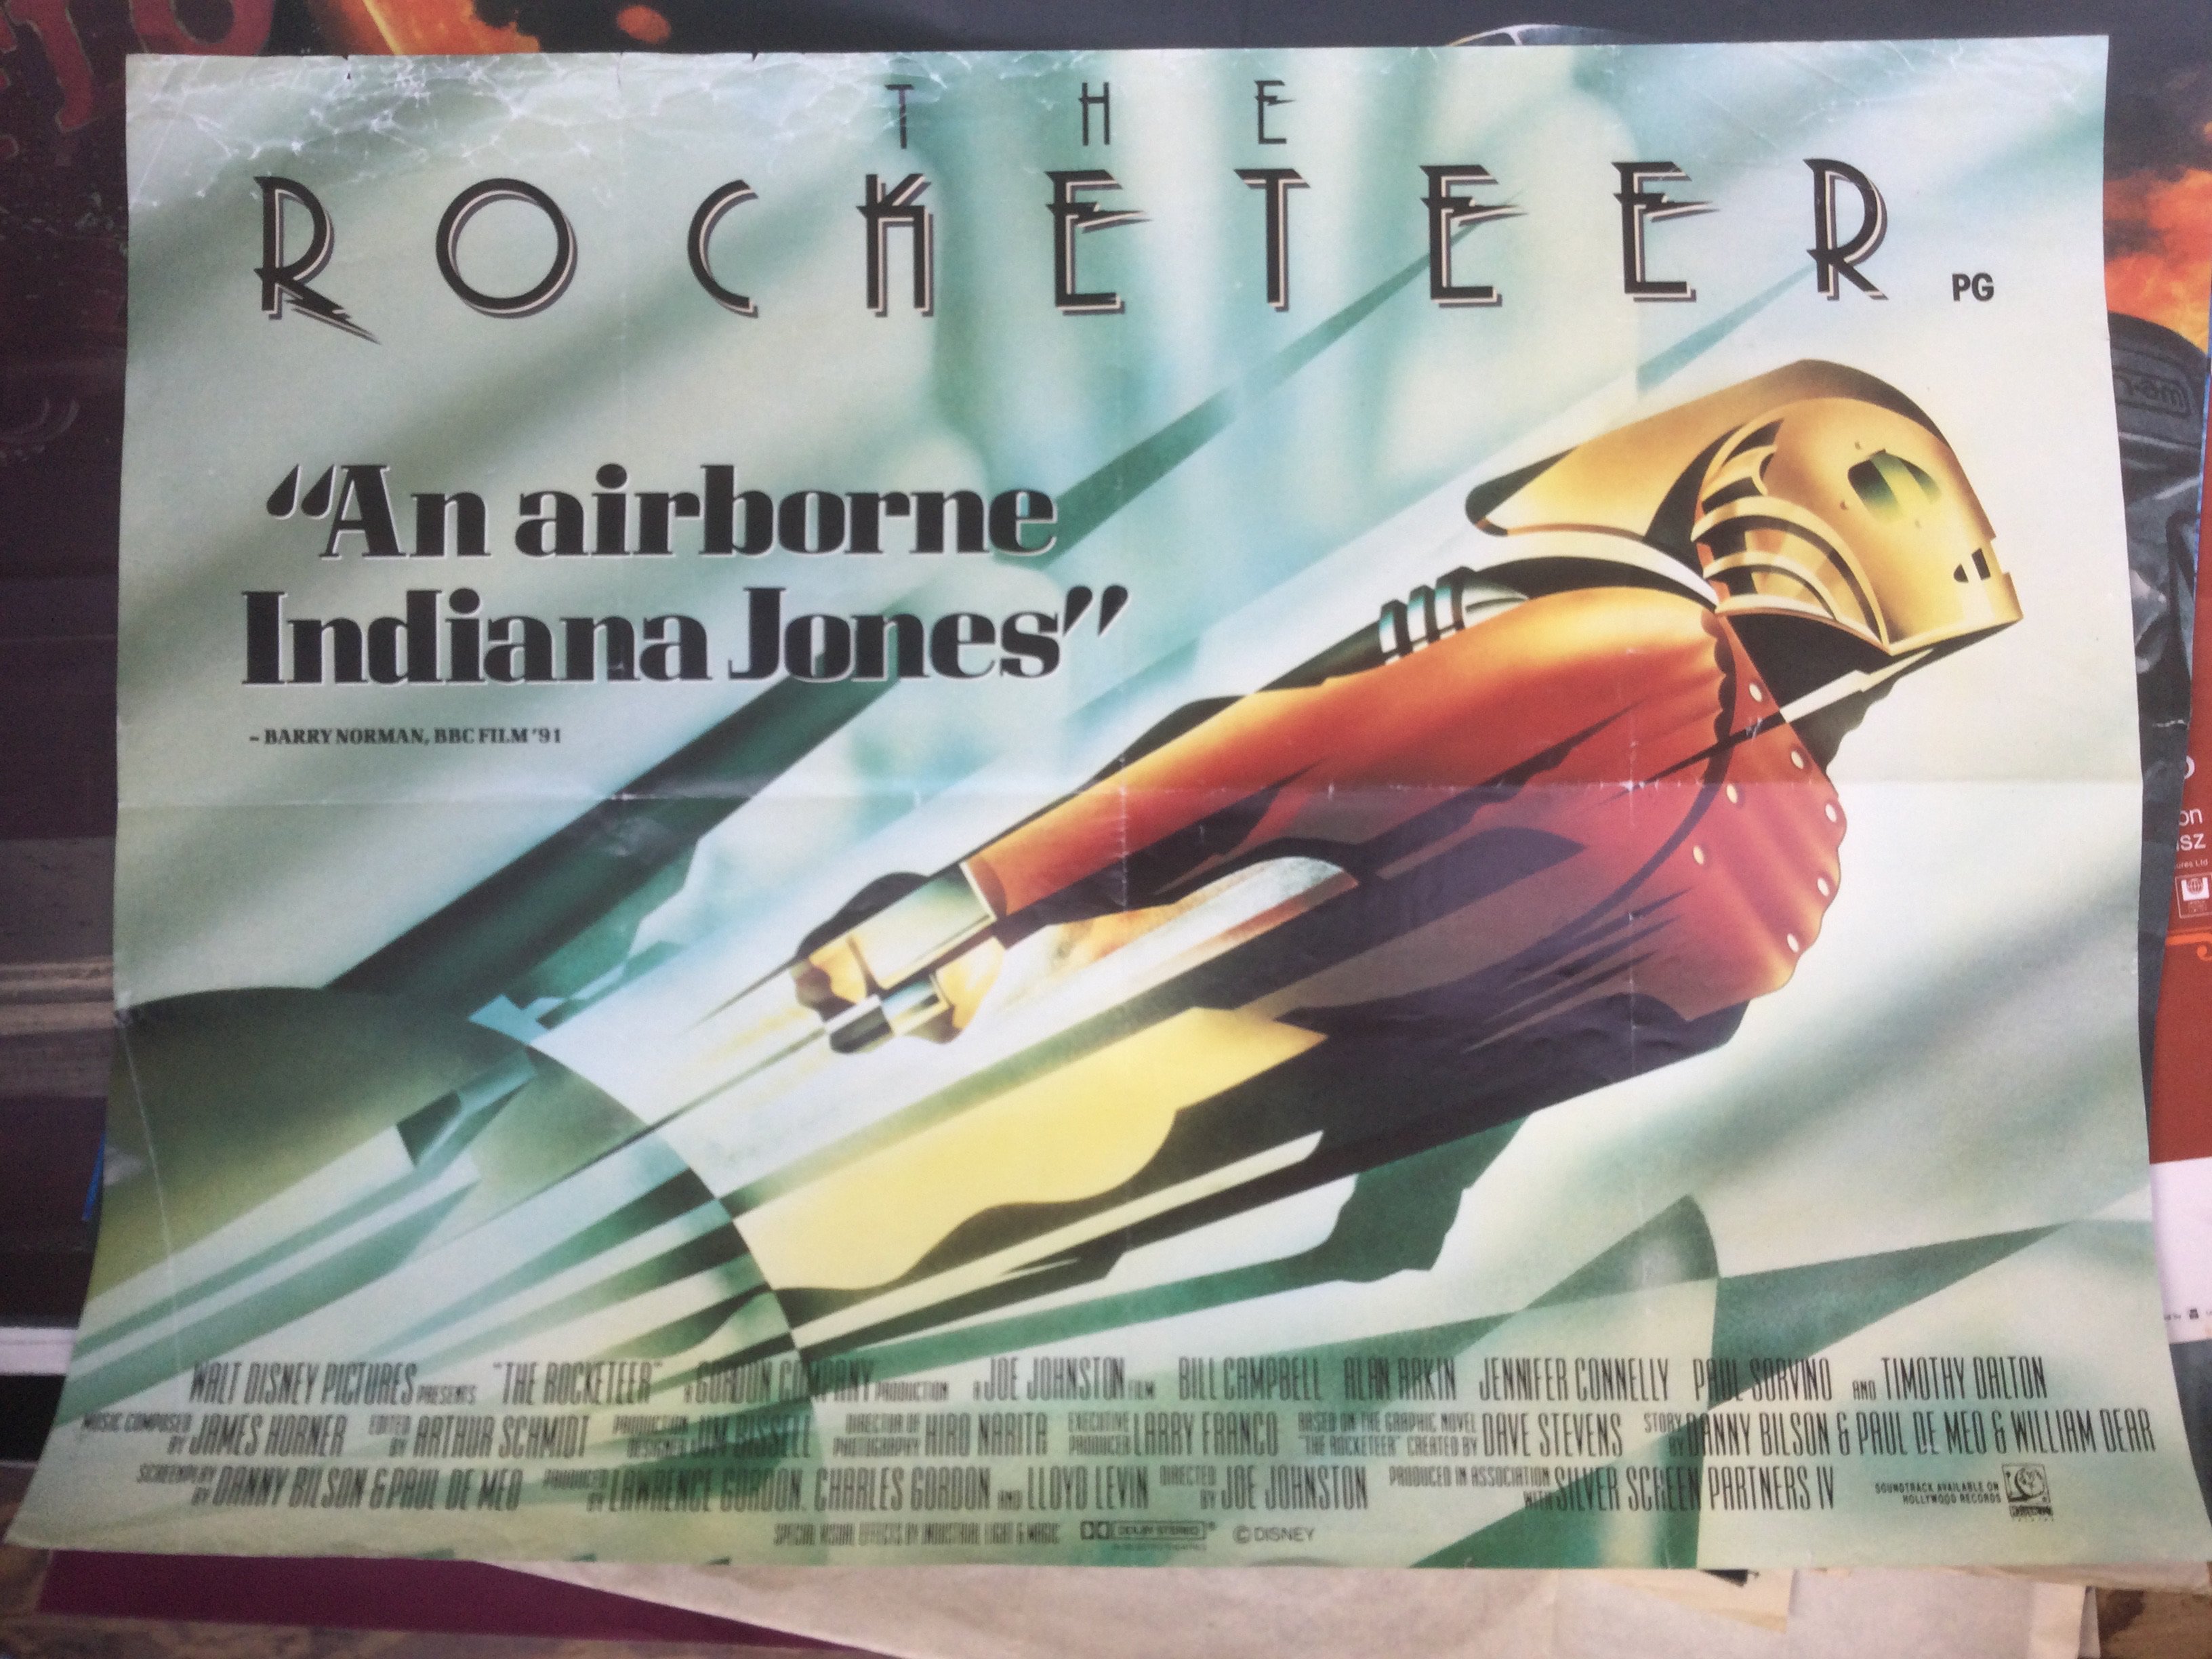 THE
ROCKETEER
PG
“An airborne
Indiana Jones”
- BARRY NORMAN, BBC FILM '91
WALT DISNEY PICTURES PRESENTS "THE ROCKETEER" A GORDON COMPANY PRODUCTION A JOE JOHNSTON FILM BILL CAMPBELL ALAN ARKIN JENNIFER CONNELLY PAUL SORVINO AND TIMOTHY DALTON
MUSIC COMPOSED BY JAMES HORNER EDITED BY ARTHUR SCHMIDT PRODUCTION DESIGNER JIM BISSELL DIRECTOR OF PHOTOGRAPHY HIRO NARITA EXECUTIVE PRODUCER LARRY FRANCO BASED ON THE GRAPHIC NOVEL "THE ROCKETEER" CREATED BY DAVE STEVENS STORY BY DANNY BILSON & PAUL DE MEO & WILLIAM DEAR
SCREENPLAY BY DANNY BILSON & PAUL DE MEO PRODUCED BY LAWRENCE GORDON, CHARLES GORDON AND LLOYD LEVIN DIRECTED BY JOE JOHNSTON PRODUCED IN ASSOCIATION WITH SILVER SCREEN PARTNERS IV
SOUNDTRACK AVAILABLE ON
HOLLYWOOD RECORDS
SPECIAL VISUAL EFFECTS BY INDUSTRIAL LIGHT & MAGIC DOLBY STEREO ® © DISNEY
on
sz